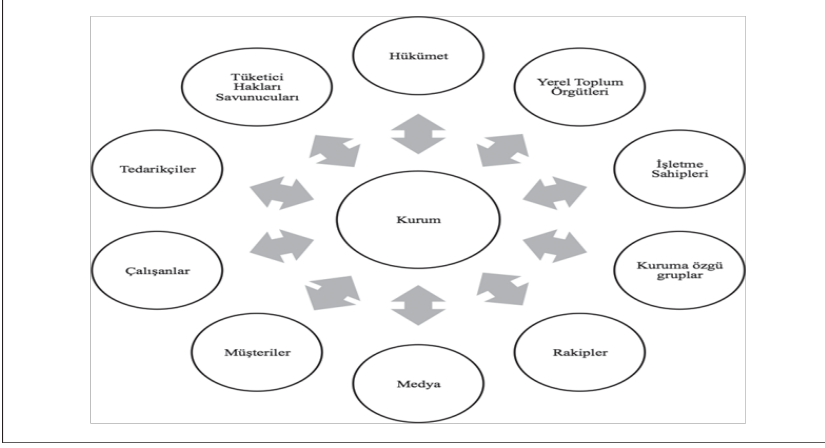 Hükümet
Tüketici
Hakları
Savunucuları
Yerel Toplum
Örgütleri
Tedarikçiler
İşletme
Sahipleri
Kurum
Çalışanlar
Kuruma özgü
gruplar
Müşteriler
Rakipler
Medya